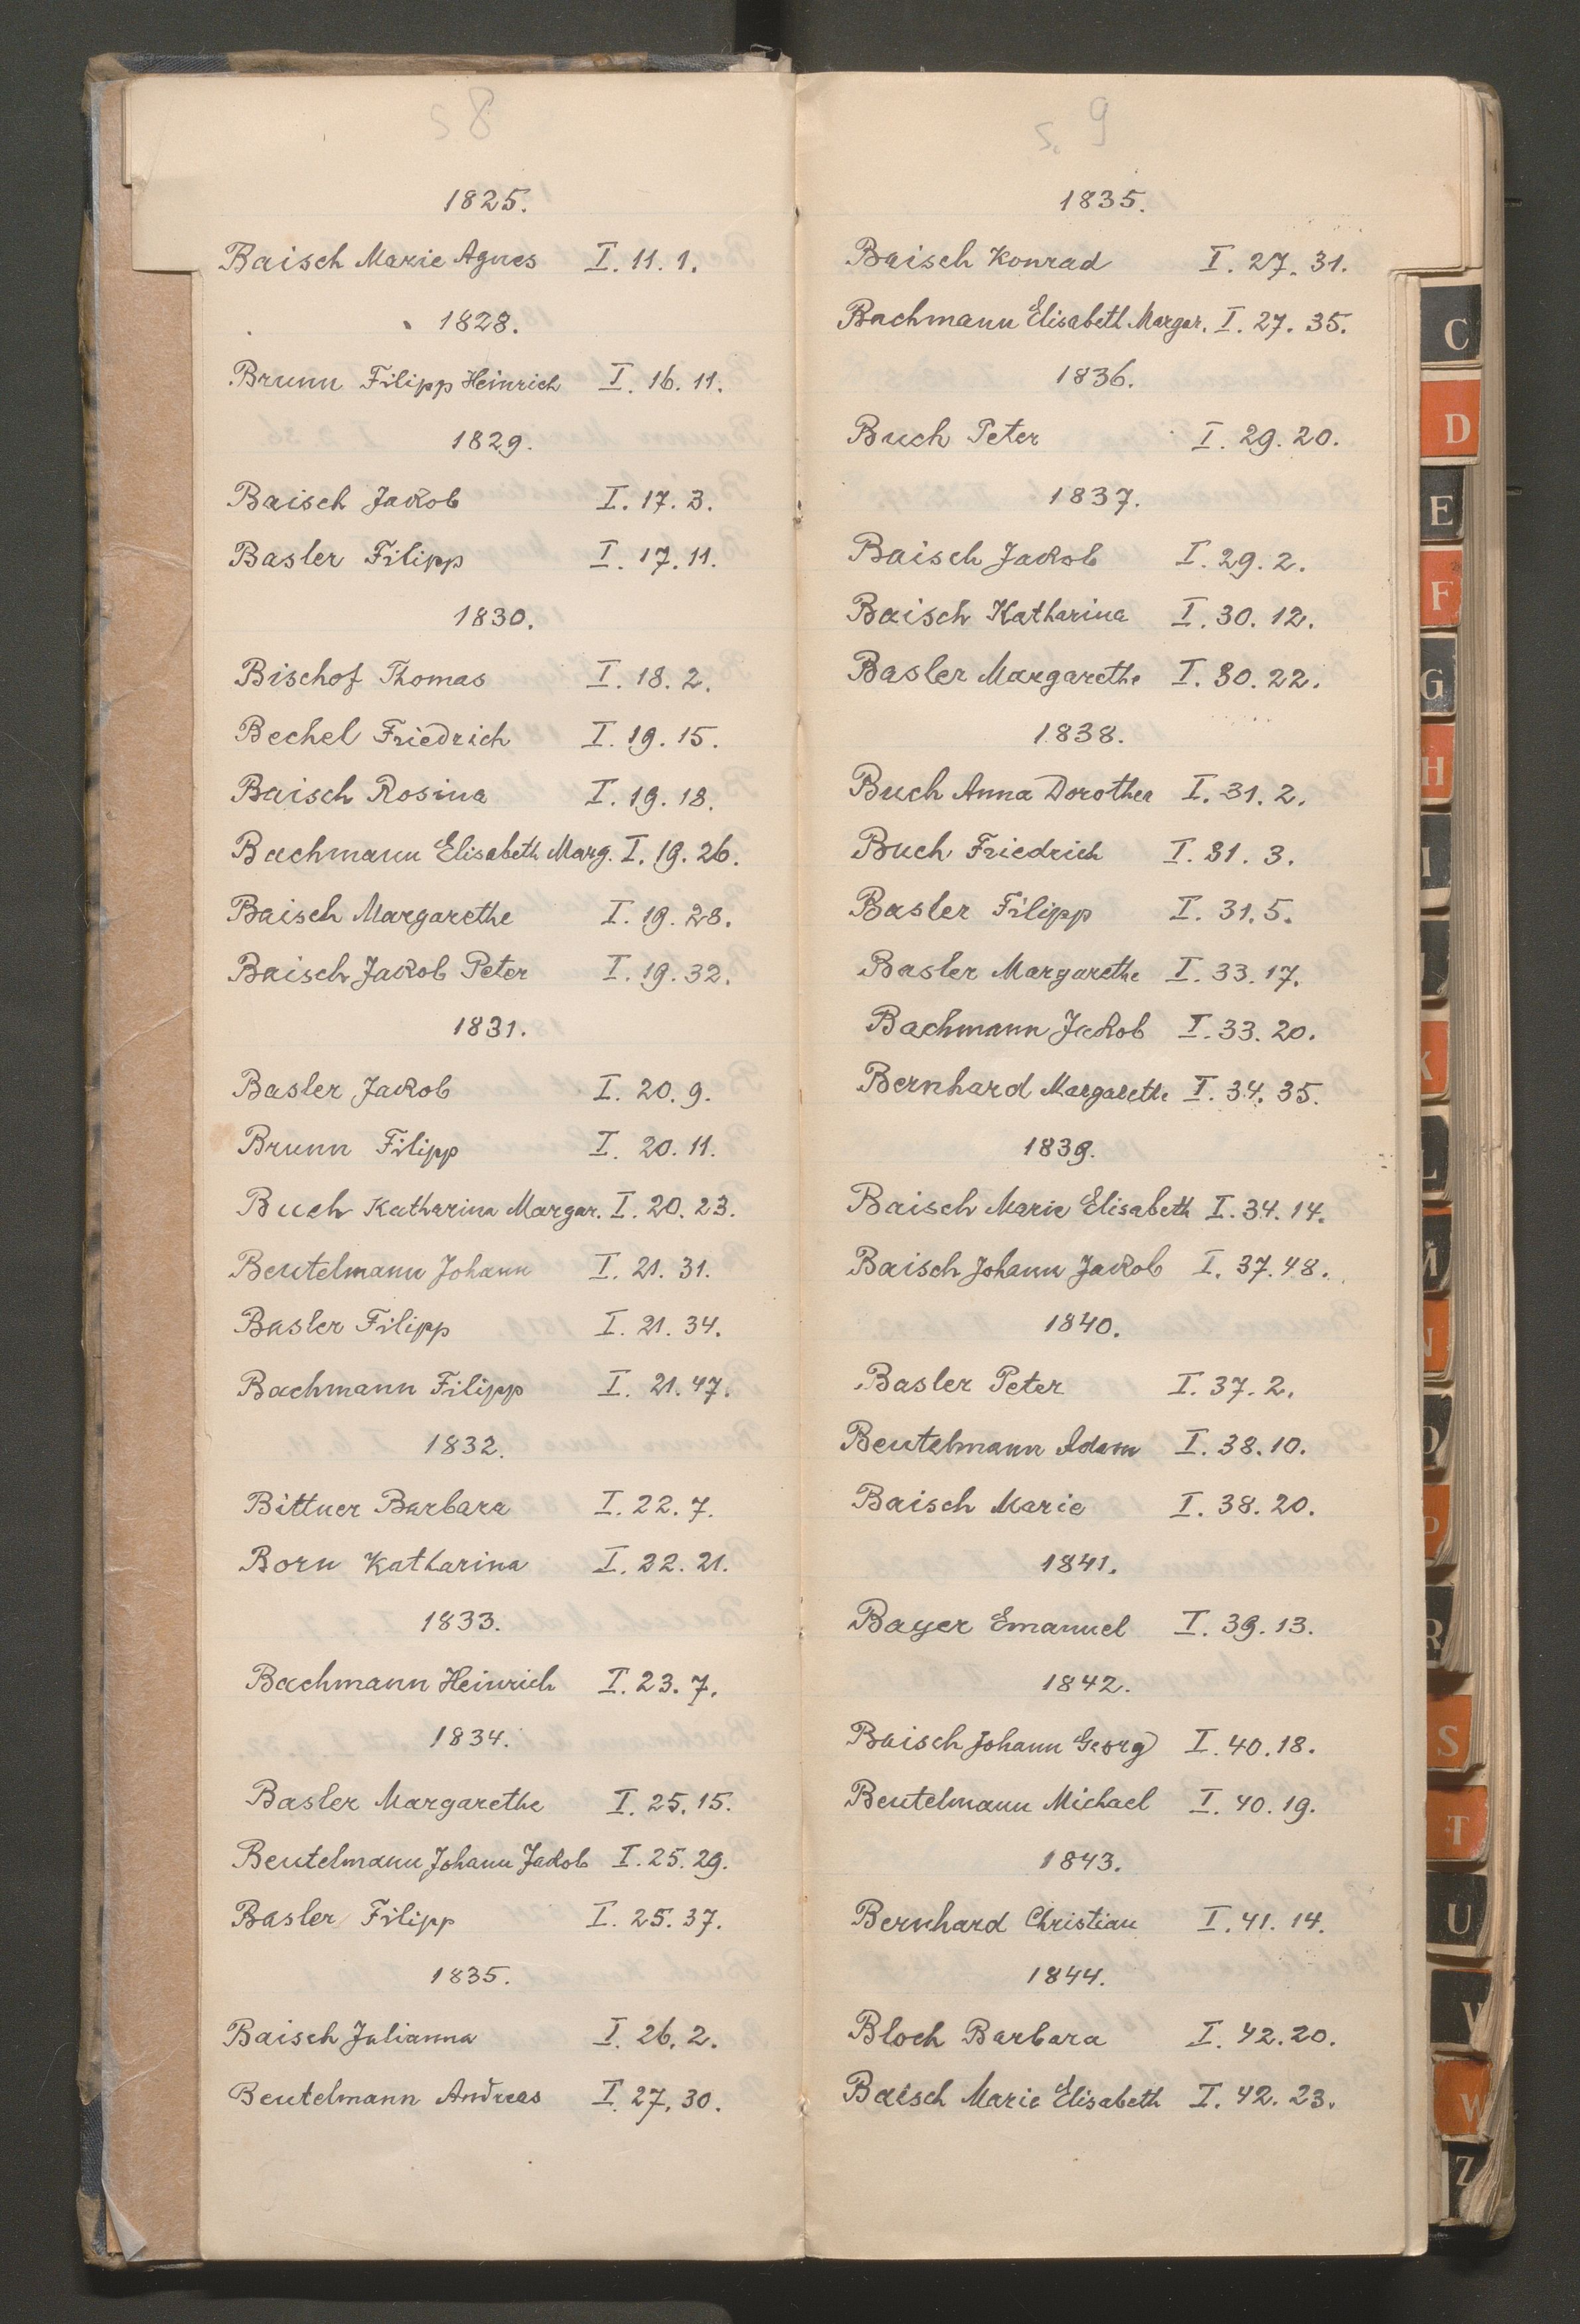 s 8
1825.
Baisch Marie Agnes I. 11. 1.
1828.
Brunn Filipp Heinrich I. 16. 11.
1829.
Baisch Jakob I. 17. 3.
Basler Filipp I. 17. 11.
1830.
Bischof Thomas I. 18. 2.
Bechel Friedrich I. 19. 15.
Baisch Rosina I. 19. 18.
Bachmann Elisabeth Marg. I. 19. 26.
Baisch Margarethe I. 19. 28.
Baisch Jakob Peter I. 19. 32.
1831.
Basler Jakob I. 20. 9.
Brunn Filipp I. 20. 11.
Buch Katharina Margar. I. 20. 23.
Beutelmann Johann I. 21. 31.
Basler Filipp I. 21. 34.
Bachmann Filipp I. 21. 47.
1832.
Bittner Barbara I. 22. 7.
Born Katharina I. 22. 21.
1833.
Bachmann Heinrich I. 23. 7.
1834.
Basler Margarethe I. 25. 15.
Beutelmann Johann Jakob I. 25. 29.
Basler Filipp I. 25. 37.
1835.
Baisch Julianna I. 26. 2.
Beutelmann Andreas I. 27. 30.
s. 9
1835.
Baisch Konrad I. 27. 31.
Bachmann Elisabeth Margar. I. 27. 35.
1836.
Buch Peter I. 29. 20.
1837.
Baisch Jakob I. 29. 2.
Baisch Katharina I. 30. 12.
Basler Margarethe I. 30. 22.
1838.
Buch Anna Dorothea I. 31. 2.
Buch Friedrich I. 31. 3.
Basler Filipp I. 31. 5.
Basler Margarethe I. 33. 17.
Bachmann Jakob I. 33. 20.
Bernhard Margarethe I. 34. 35.
1839.
Baisch Marie Elisabeth I. 34. 14.
Baisch Johann Jakob I. 37. 48.
1840.
Basler Peter I. 37. 2.
Beutelmann Adam I. 38. 10.
Baisch Marie I. 38. 20.
1841.
Bayer Emanuel I. 39. 13.
1842.
Baisch Johann Georg I. 40. 18.
Beutelmann Michael I. 40. 19.
1843.
Bernhard Christian I. 41. 14.
1844.
Bloch Barbara I. 42. 20.
Baisch Marie Elisabeth I. 42. 23.
C
D
E
F
G
H
I
K
L
M
N
O
P
R
S
T
U
V
W
Z